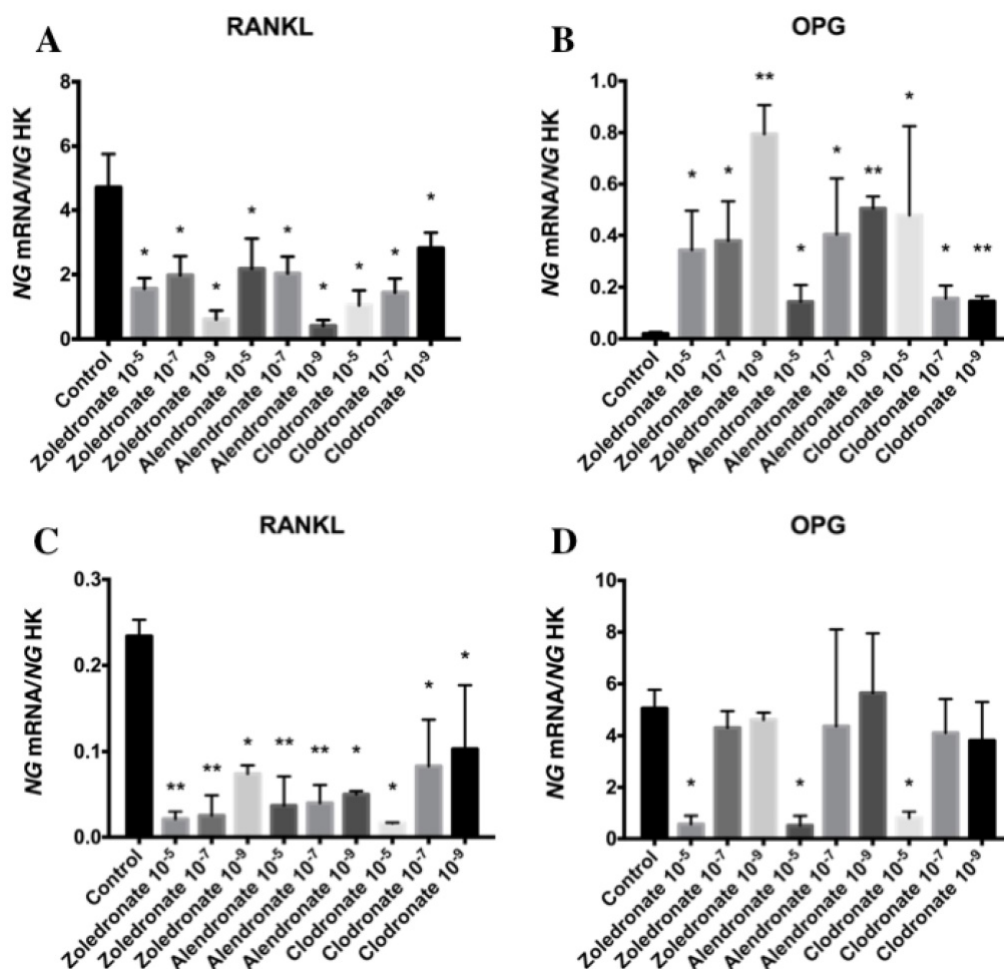 A
RANKL
NG mRNA/NG HK
8
6
4
2
0
* * * * * * * * *
Control
Zoledronate 10⁻⁵
Zoledronate 10⁻⁷
Zoledronate 10⁻⁹
Alendronate 10⁻⁵
Alendronate 10⁻⁷
Alendronate 10⁻⁹
Clodronate 10⁻⁵
Clodronate 10⁻⁷
Clodronate 10⁻⁹
B
OPG
NG mRNA/NG HK
1.0
0.8
0.6
0.4
0.2
0.0
* * ** * * ** * * **
Control
Zoledronate 10⁻⁵
Zoledronate 10⁻⁷
Zoledronate 10⁻⁹
Alendronate 10⁻⁵
Alendronate 10⁻⁷
Alendronate 10⁻⁹
Clodronate 10⁻⁵
Clodronate 10⁻⁷
Clodronate 10⁻⁹
C
RANKL
NG mRNA/NG HK
0.3
0.2
0.1
0.0
** ** * ** ** * * * *
Control
Zoledronate 10⁻⁵
Zoledronate 10⁻⁷
Zoledronate 10⁻⁹
Alendronate 10⁻⁵
Alendronate 10⁻⁷
Alendronate 10⁻⁹
Clodronate 10⁻⁵
Clodronate 10⁻⁷
Clodronate 10⁻⁹
D
OPG
NG mRNA/NG HK
10
8
6
4
2
0
* * *
Control
Zoledronate 10⁻⁵
Zoledronate 10⁻⁷
Zoledronate 10⁻⁹
Alendronate 10⁻⁵
Alendronate 10⁻⁷
Alendronate 10⁻⁹
Clodronate 10⁻⁵
Clodronate 10⁻⁷
Clodronate 10⁻⁹